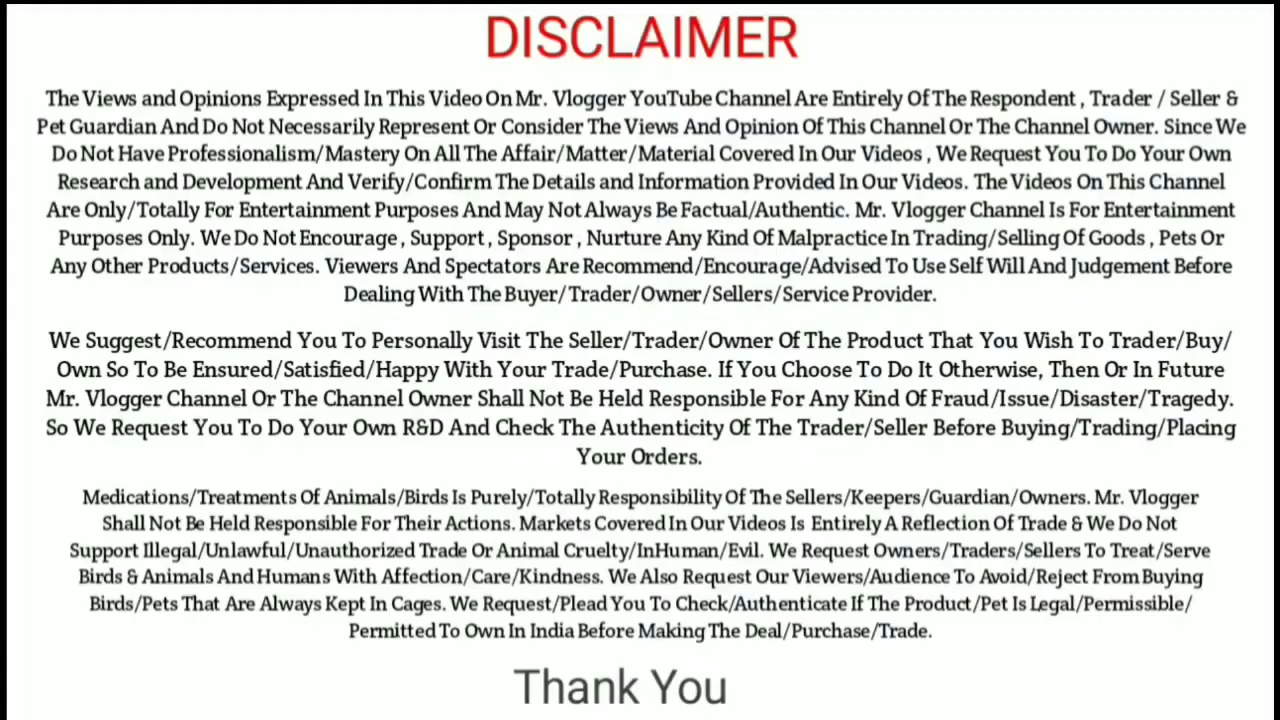 DISCLAIMER
The Views and Opinions Expressed In This Video On Mr. Vlogger YouTube Channel Are Entirely Of The Respondent , Trader / Seller &
Pet Guardian And Do Not Necessarily Represent Or Consider The Views And Opinion Of This Channel Or The Channel Owner. Since We
Do Not Have Professionalism/Mastery On All The Affair/Matter/Material Covered In Our Videos , We Request You To Do Your Own
Research and Development And Verify/Confirm The Details and Information Provided In Our Videos. The Videos On This Channel
Are Only/Totally For Entertainment Purposes And May Not Always Be Factual/Authentic. Mr. Vlogger Channel Is For Entertainment
Purposes Only. We Do Not Encourage , Support , Sponsor , Nurture Any Kind Of Malpractice In Trading/Selling Of Goods , Pets Or
Any Other Products/Services. Viewers And Spectators Are Recommend/Encourage/Advised To Use Self Will And Judgement Before
Dealing With The Buyer/Trader/Owner/Sellers/Service Provider.
We Suggest/Recommend You To Personally Visit The Seller/Trader/Owner Of The Product That You Wish To Trader/Buy/
Own So To Be Ensured/Satisfied/Happy With Your Trade/Purchase. If You Choose To Do It Otherwise, Then Or In Future
Mr. Vlogger Channel Or The Channel Owner Shall Not Be Held Responsible For Any Kind Of Fraud/Issue/Disaster/Tragedy.
So We Request You To Do Your Own R&D And Check The Authenticity Of The Trader/Seller Before Buying/Trading/Placing
Your Orders.
Medications/Treatments Of Animals/Birds Is Purely/Totally Responsibility Of The Sellers/Keepers/Guardian/Owners. Mr. Vlogger
Shall Not Be Held Responsible For Their Actions. Markets Covered In Our Videos Is Entirely A Reflection Of Trade & We Do Not
Support Illegal/Unlawful/Unauthorized Trade Or Animal Cruelty/InHuman/Evil. We Request Owners/Traders/Sellers To Treat/Serve
Birds & Animals And Humans With Affection/Care/Kindness. We Also Request Our Viewers/Audience To Avoid/Reject From Buying
Birds/Pets That Are Always Kept In Cages. We Request/Plead You To Check/Authenticate If The Product/Pet Is Legal/Permissible/
Permitted To Own In India Before Making The Deal/Purchase/Trade.
Thank You